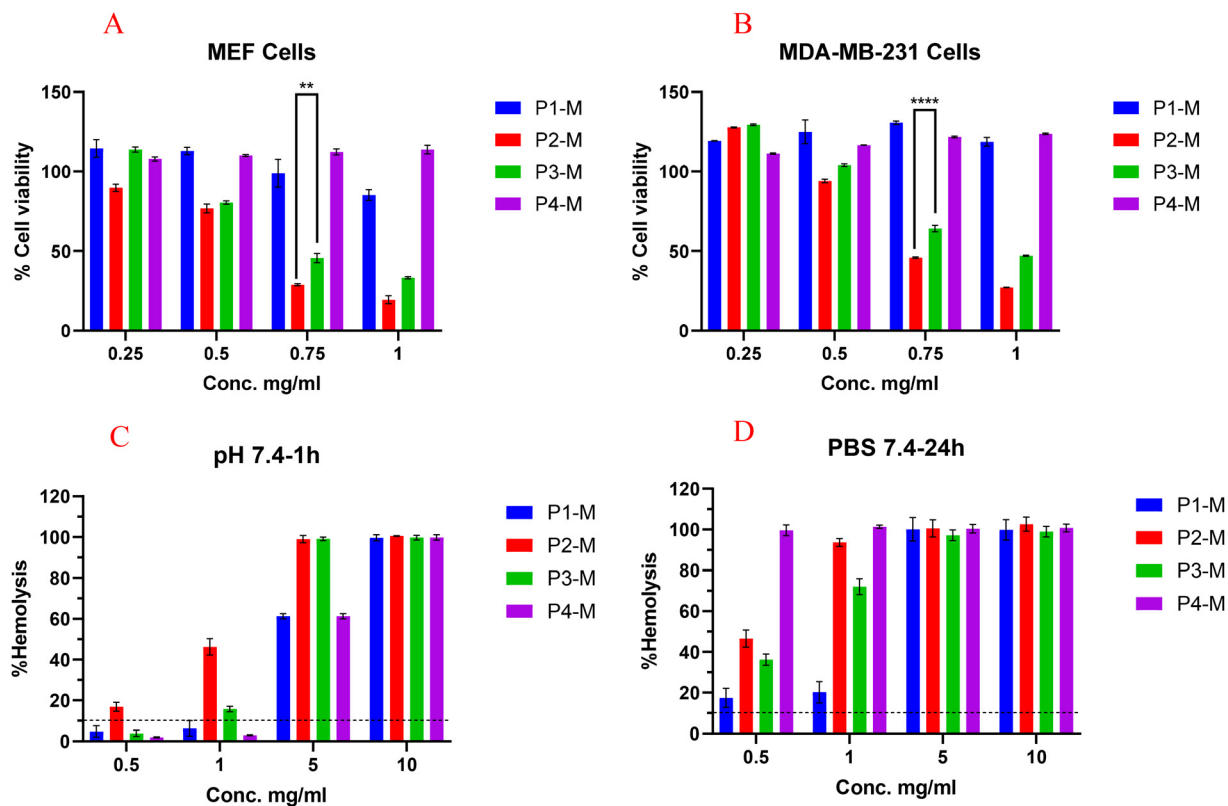 A
MEF Cells
% Cell viability
150
100
50
0
**
0.25 0.5 0.75 1
Conc. mg/ml
P1-M
P2-M
P3-M
P4-M
B
MDA-MB-231 Cells
% Cell viability
150
100
50
0
****
0.25 0.5 0.75 1
Conc. mg/ml
P1-M
P2-M
P3-M
P4-M
C
pH 7.4-1h
%Hemolysis
120
100
80
60
40
20
0
0.5 1 5 10
Conc. mg/ml
P1-M
P2-M
P3-M
P4-M
D
PBS 7.4-24h
%Hemolysis
120
100
80
60
40
20
0
0.5 1 5 10
Conc. mg/ml
P1-M
P2-M
P3-M
P4-M